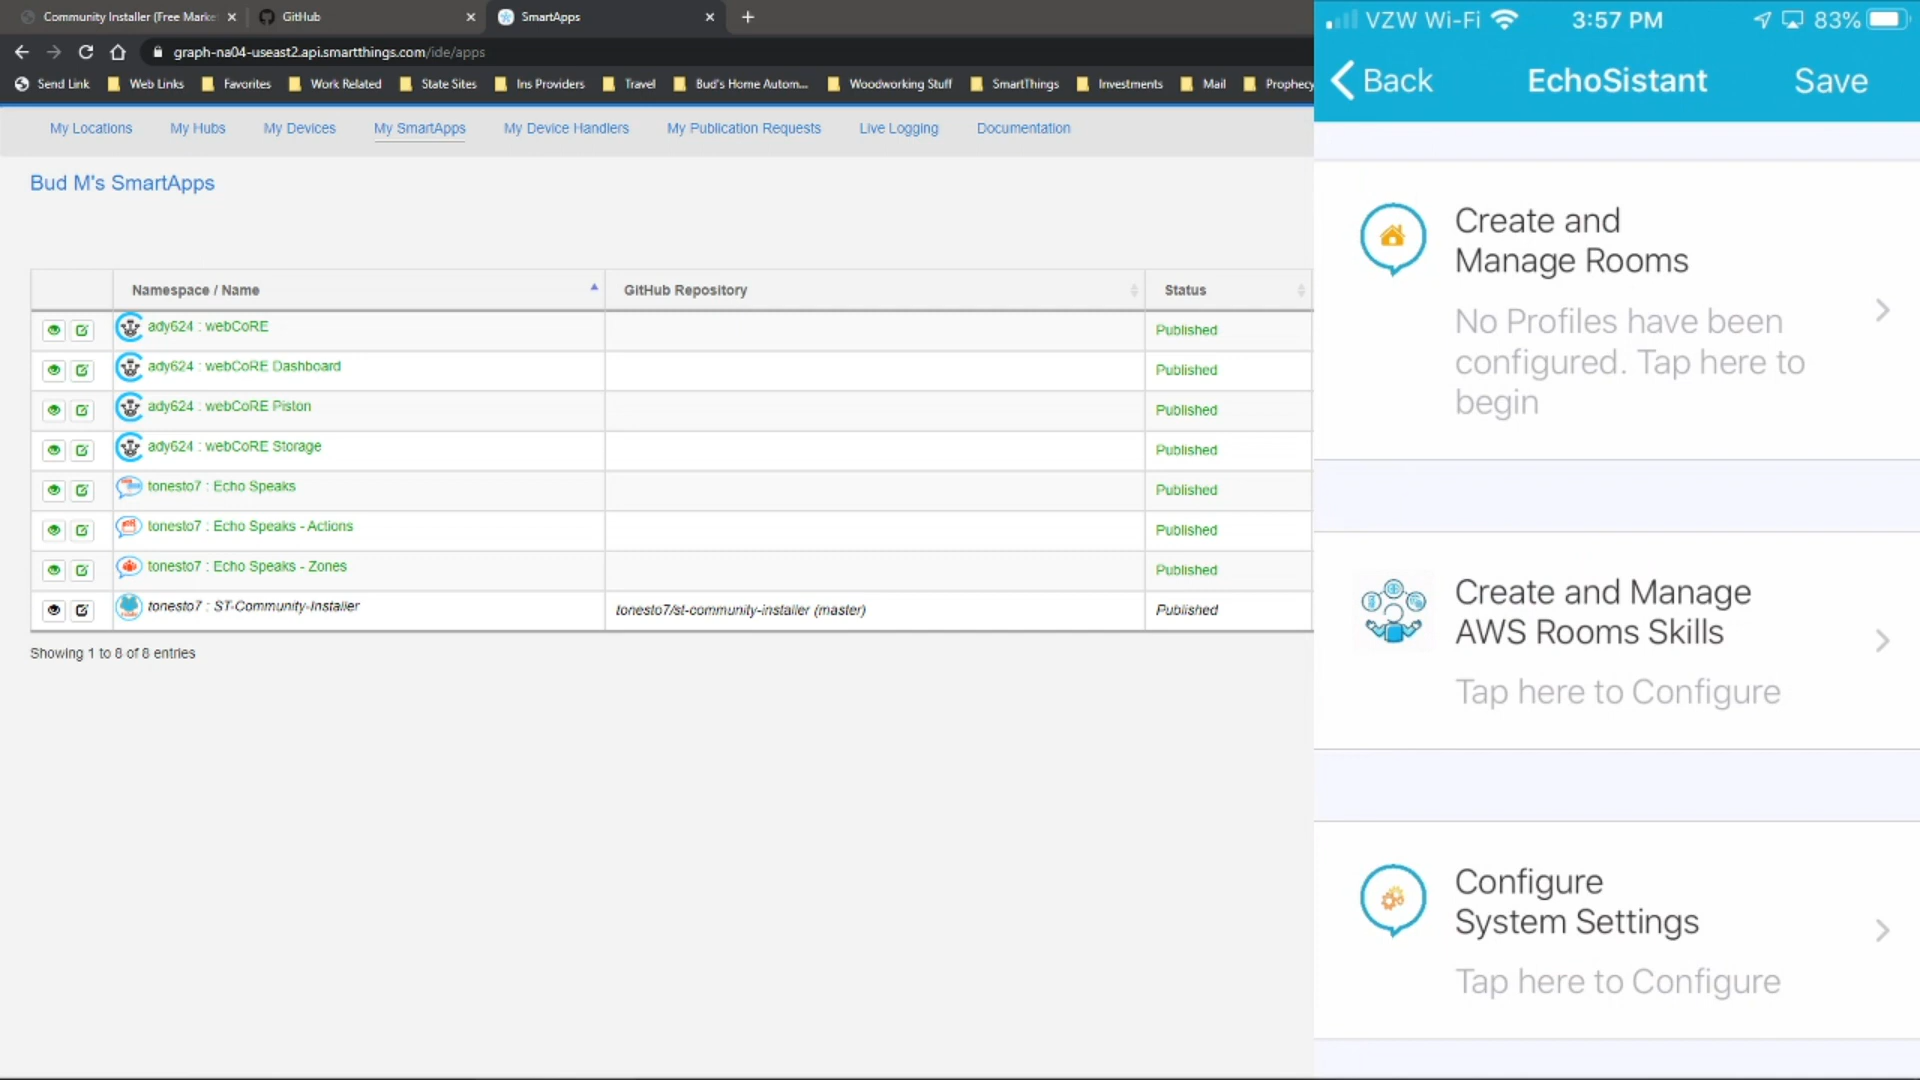 Community Installer (Free Marke
GitHub
SmartApps
graph-na04-useast2.api.smartthings.com/ide/apps
Send Link
Web Links
Favorites
Work Related
State Sites
Ins Providers
Travel
Bud's Home Autom...
Woodworking Stuff
SmartThings
Investments
Mail
Prophecy
My Locations
My Hubs
My Devices
My SmartApps
My Device Handlers
My Publication Requests
Live Logging
Documentation
Bud M's SmartApps
Namespace / Name
GitHub Repository
Status
ady624 : webCoRE
Published
ady624 : webCoRE Dashboard
Published
ady624 : webCoRE Piston
Published
ady624 : webCoRE Storage
Published
tonesto7 : Echo Speaks
Published
tonesto7 : Echo Speaks - Actions
Published
tonesto7 : Echo Speaks - Zones
Published
tonesto7 : ST-Community-Installer
tonesto7/st-community-installer (master)
Published
Showing 1 to 8 of 8 entries
VZW Wi-Fi
3:57 PM
83%
Back
EchoSistant
Save
Create and
Manage Rooms
No Profiles have been
configured. Tap here to
begin
Create and Manage
AWS Rooms Skills
Tap here to Configure
Configure
System Settings
Tap here to Configure